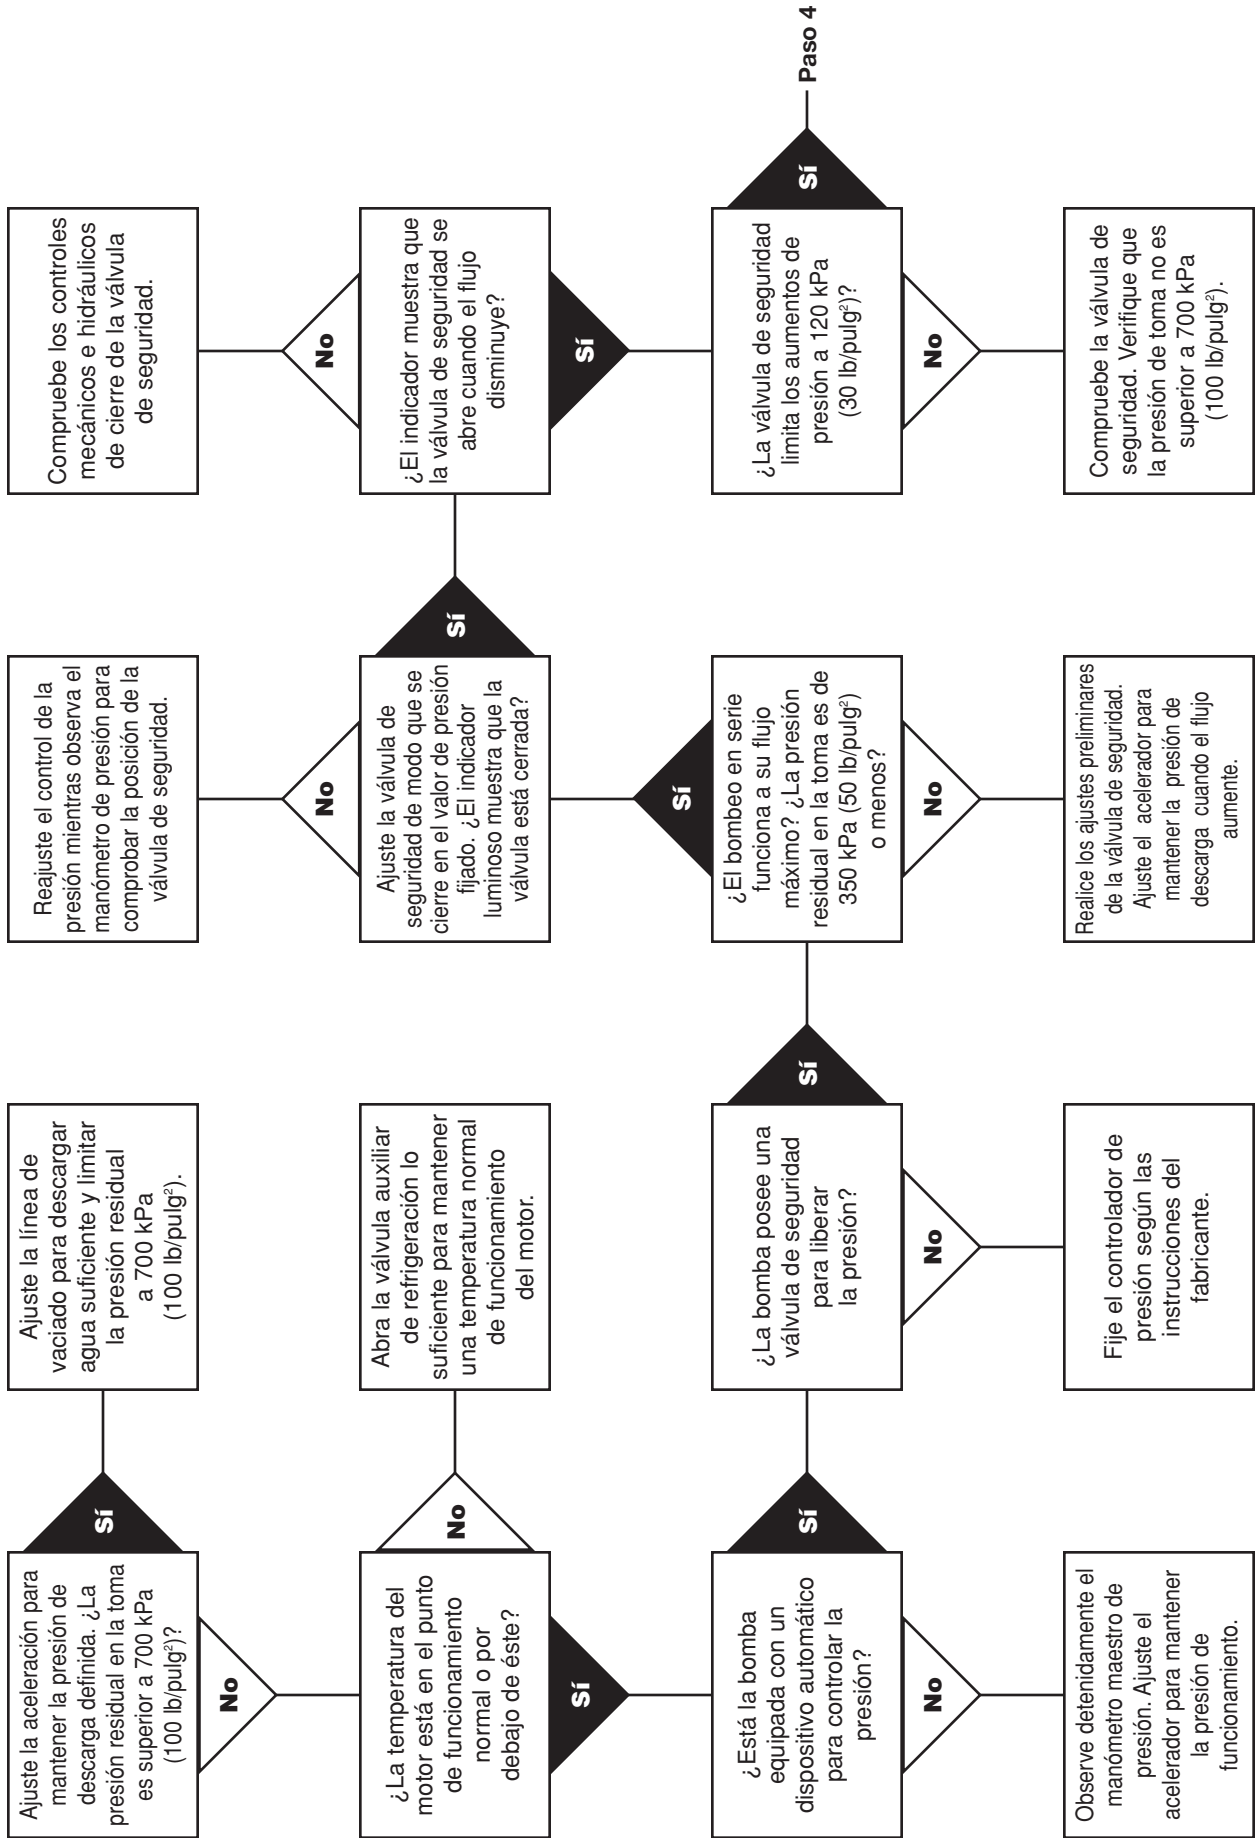 Ajuste la aceleración para
mantener la presión de
descarga definida. ¿La
presión residual en la toma
es superior a 700 kPa
(100 lb/pulg²)?
Sí
Ajuste la línea de
vaciado para descargar
agua suficiente y limitar
la presión residual
a 700 kPa
(100 lb/pulg²).
No
¿La temperatura del
motor está en el punto
de funcionamiento
normal o por
debajo de éste?
No
Abra la válvula auxiliar
de refrigeración lo
suficiente para mantener
una temperatura normal
de funcionamiento
del motor.
Sí
¿Está la bomba
equipada con un
dispositivo automático
para controlar la
presión?
No
Observe detenidamente el
manómetro maestro de
presión. Ajuste el
acelerador para mantener
la presión de
funcionamiento.
Sí
¿La bomba posee una
válvula de seguridad
para liberar
la presión?
No
Fije el controlador de
presión según las
instrucciones del
fabricante.
Sí
¿El bombeo en serie
funciona a su flujo
máximo? ¿La presión
residual en la toma es de
350 kPa (50 lb/pulg²)
o menos?
No
Realice los ajustes preliminares
de la válvula de seguridad.
Ajuste el acelerador para
mantener la presión de
descarga cuando el flujo
aumente.
Sí
Ajuste la válvula de
seguridad de modo que se
cierre en el valor de presión
fijado. ¿El indicador
luminoso muestra que la
válvula está cerrada?
No
Reajuste el control de la
presión mientras observa el
manómetro de presión para
comprobar la posición de la
válvula de seguridad.
Sí
¿El indicador muestra que
la válvula de seguridad se
abre cuando el flujo
disminuye?
No
Compruebe los controles
mecánicos e hidráulicos
de cierre de la válvula
de seguridad.
Sí
¿La válvula de seguridad
limita los aumentos de
presión a 120 kPa
(30 lb/pulg²)?
No
Compruebe la válvula de
seguridad. Verifique que
la presión de toma no es
superior a 700 kPa
(100 lb/pulg²).
Sí
Paso 4